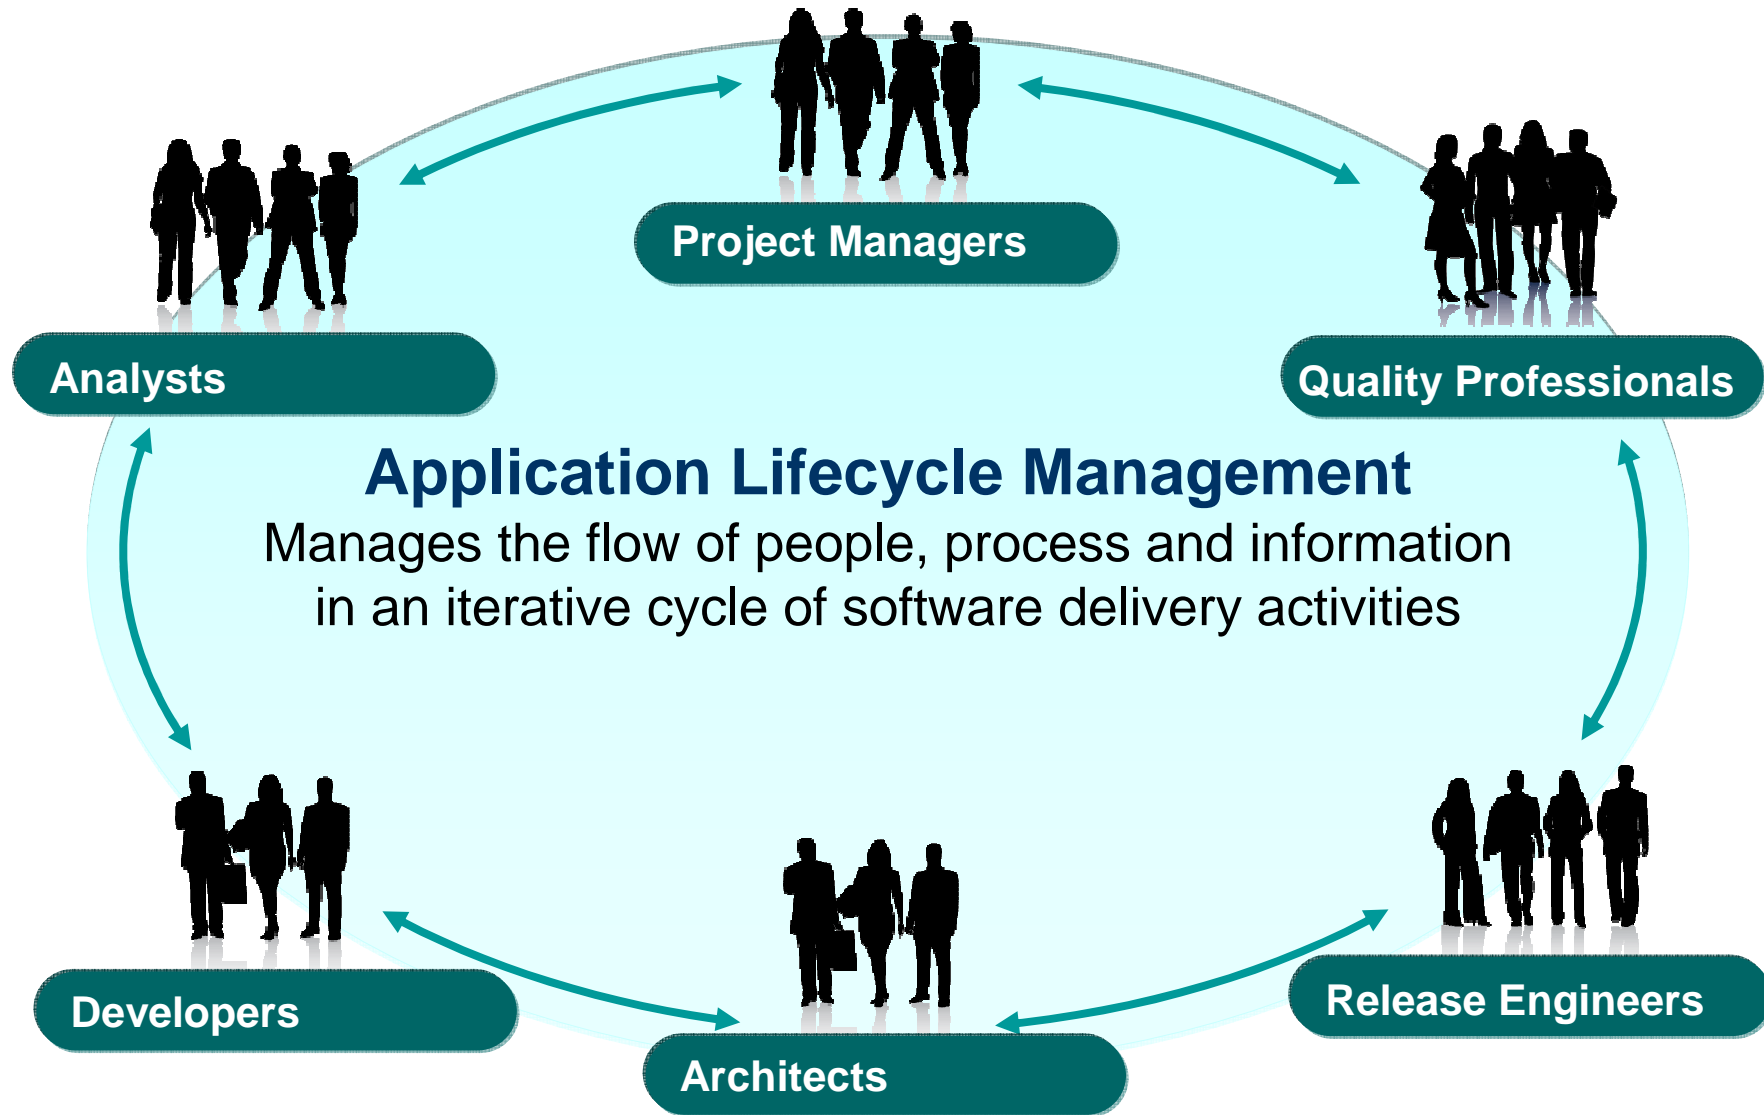 Project Managers
Analysts
Quality Professionals
Application Lifecycle Management
Manages the flow of people, process and information
in an iterative cycle of software delivery activities
Developers
Release Engineers
Architects